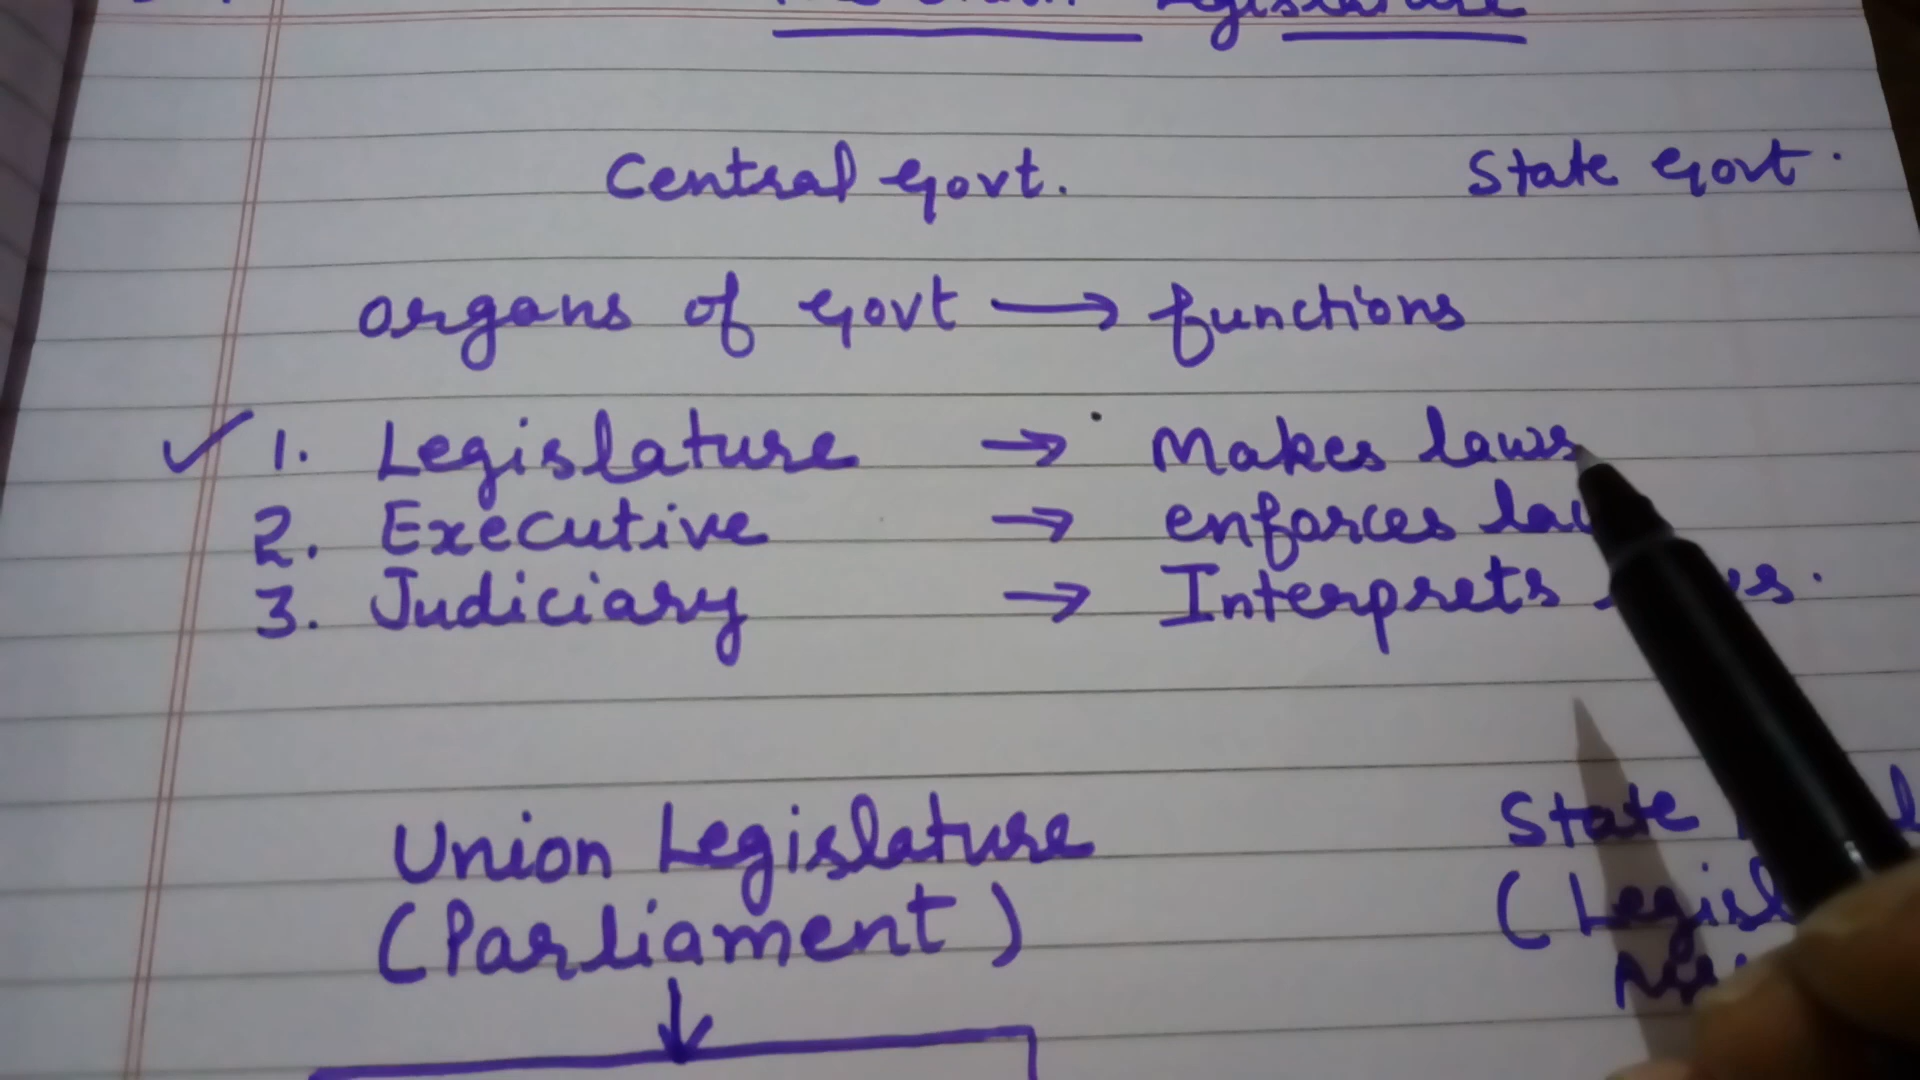 Legislature
Central Govt. State Govt.
organs of Govt → functions
✓ 1. Legislature → Makes laws
2. Executive → enforces
3. Judiciary → Interprets
Union Legislature State
(Parliament) (